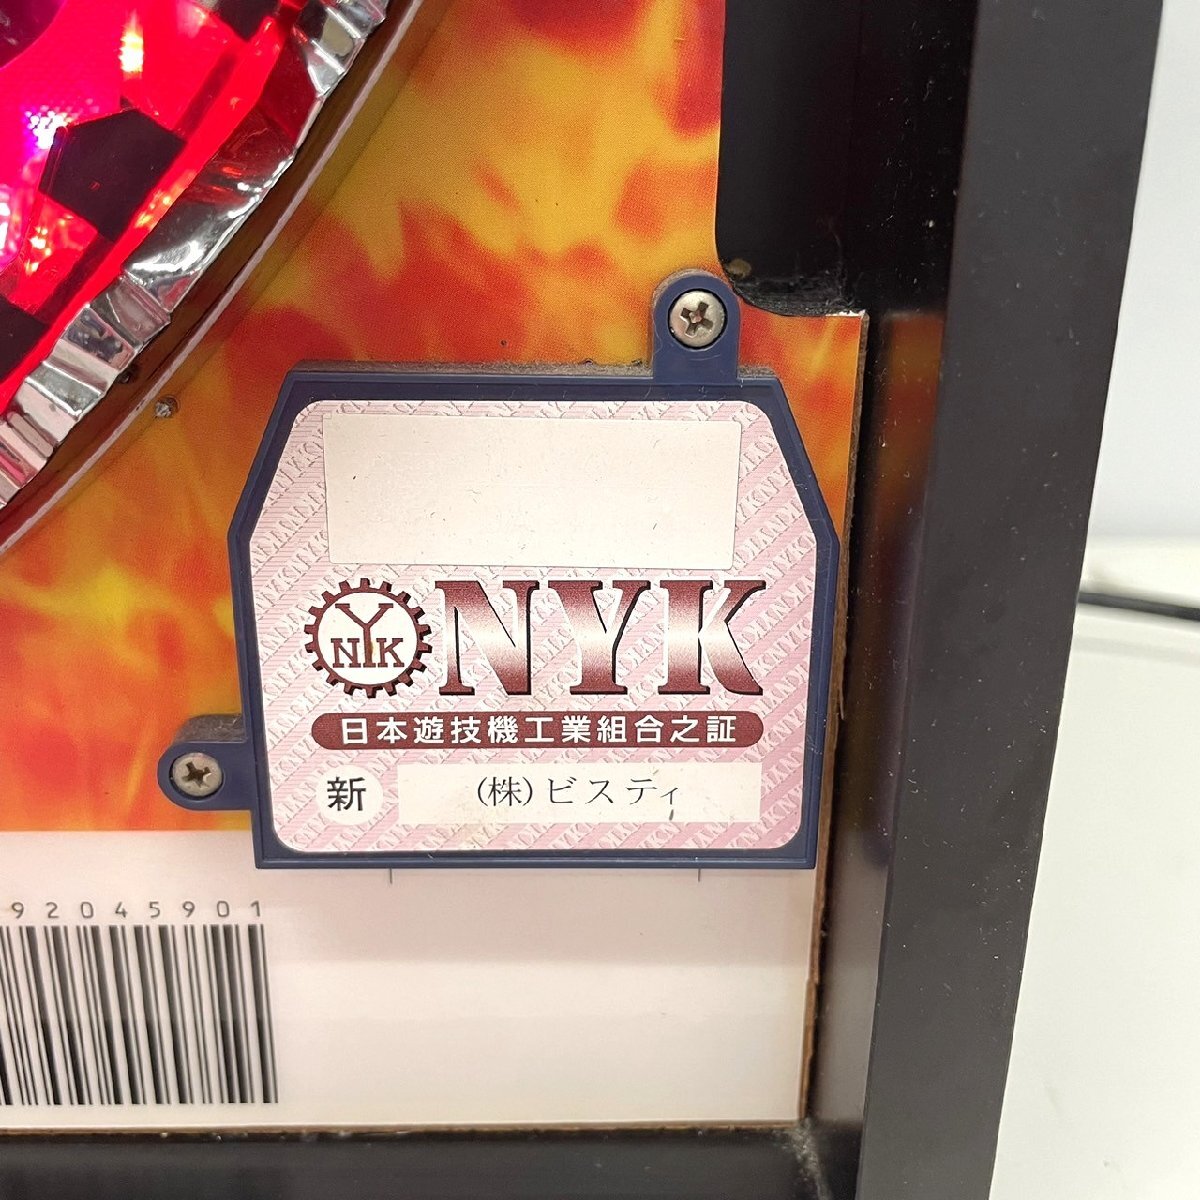 NYK
NYK
日本遊技機工業組合之証
新
(株)ビスティ
92045901